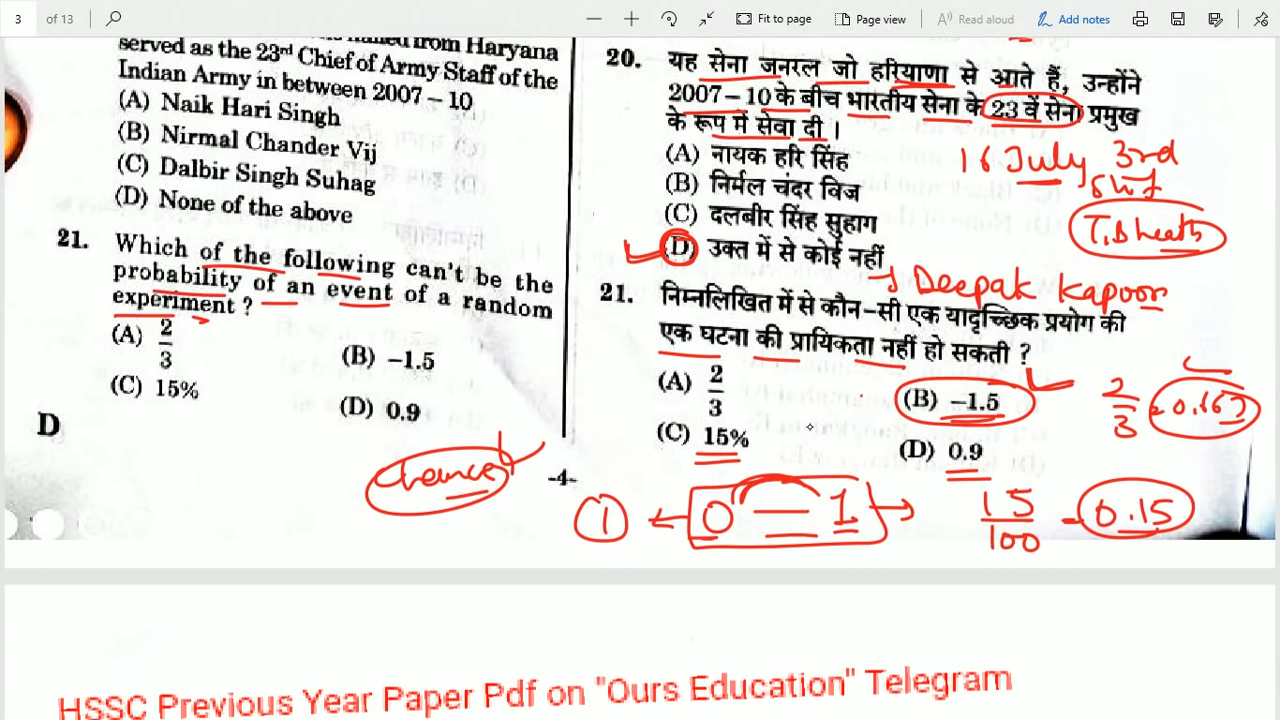 3 of 13
Fit to page
Page view
Read aloud
Add notes
named from Haryana
served as the 23rd Chief of Army Staff of the
Indian Army in between 2007 – 10
(A) Naik Hari Singh
(B) Nirmal Chander Vij
(C) Dalbir Singh Suhag
(D) None of the above
21. Which of the following can't be the
probability of an event of a random
experiment ?
(A) 2/3
(B) –1.5
(C) 15%
(D) 0.9
D
chances
-4-
20. यह सेना जनरल जो हरियाणा से आते हैं, उन्होंने
2007 – 10 के बीच भारतीय सेना के 23 वें सेना प्रमुख
के रूप में सेवा दी ।
(A) नायक हरि सिंह
(B) निर्मल चंदर विज
(C) दलबीर सिंह सुहाग
(D) उक्त में से कोई नहीं
16 July 3rd
→ Deepak Kapoor
21. निम्नलिखित में से कौन-सी एक यादृच्छिक प्रयोग की
एक घटना की प्रायिकता नहीं हो सकती ?
(A) 2/3
(B) –1.5
(C) 15%
(D) 0.9
2/3 = 0.167
1 ← 0 — 1 →
15/100 = 0.15
HSSC Previous Year Paper Pdf on "Ours Education" Telegram